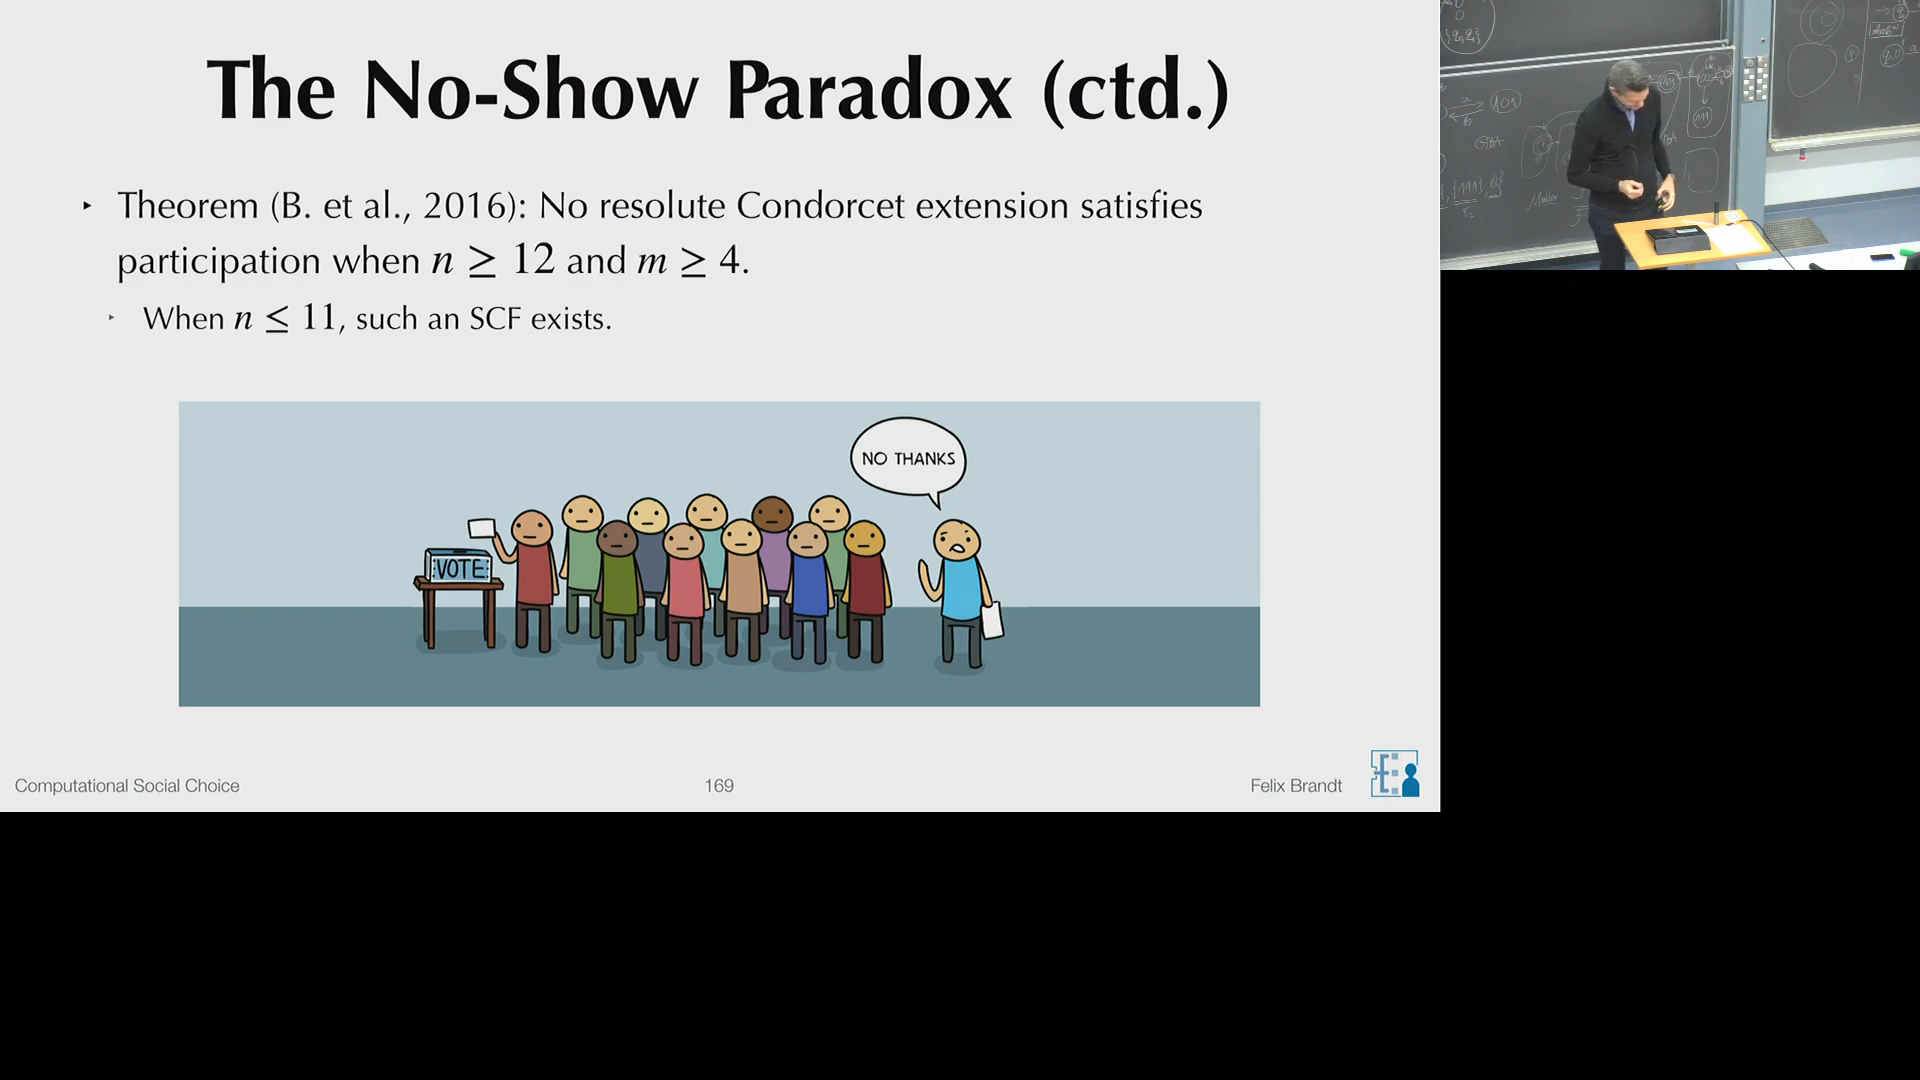 The No-Show Paradox (ctd.)
‣ Theorem (B. et al., 2016): No resolute Condorcet extension satisfies
participation when n ≥ 12 and m ≥ 4.
‣ When n ≤ 11, such an SCF exists.
NO THANKS
VOTE
Computational Social Choice
169
Felix Brandt